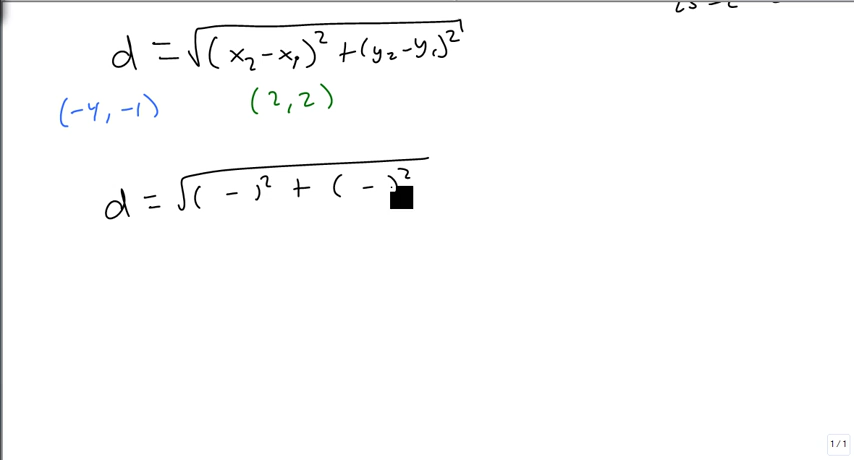 d = √((x₂-x₁)² + (y₂-y₁)²)
(-4, -1) (2, 2)
d = √(( - )² + ( - )²
1 / 1